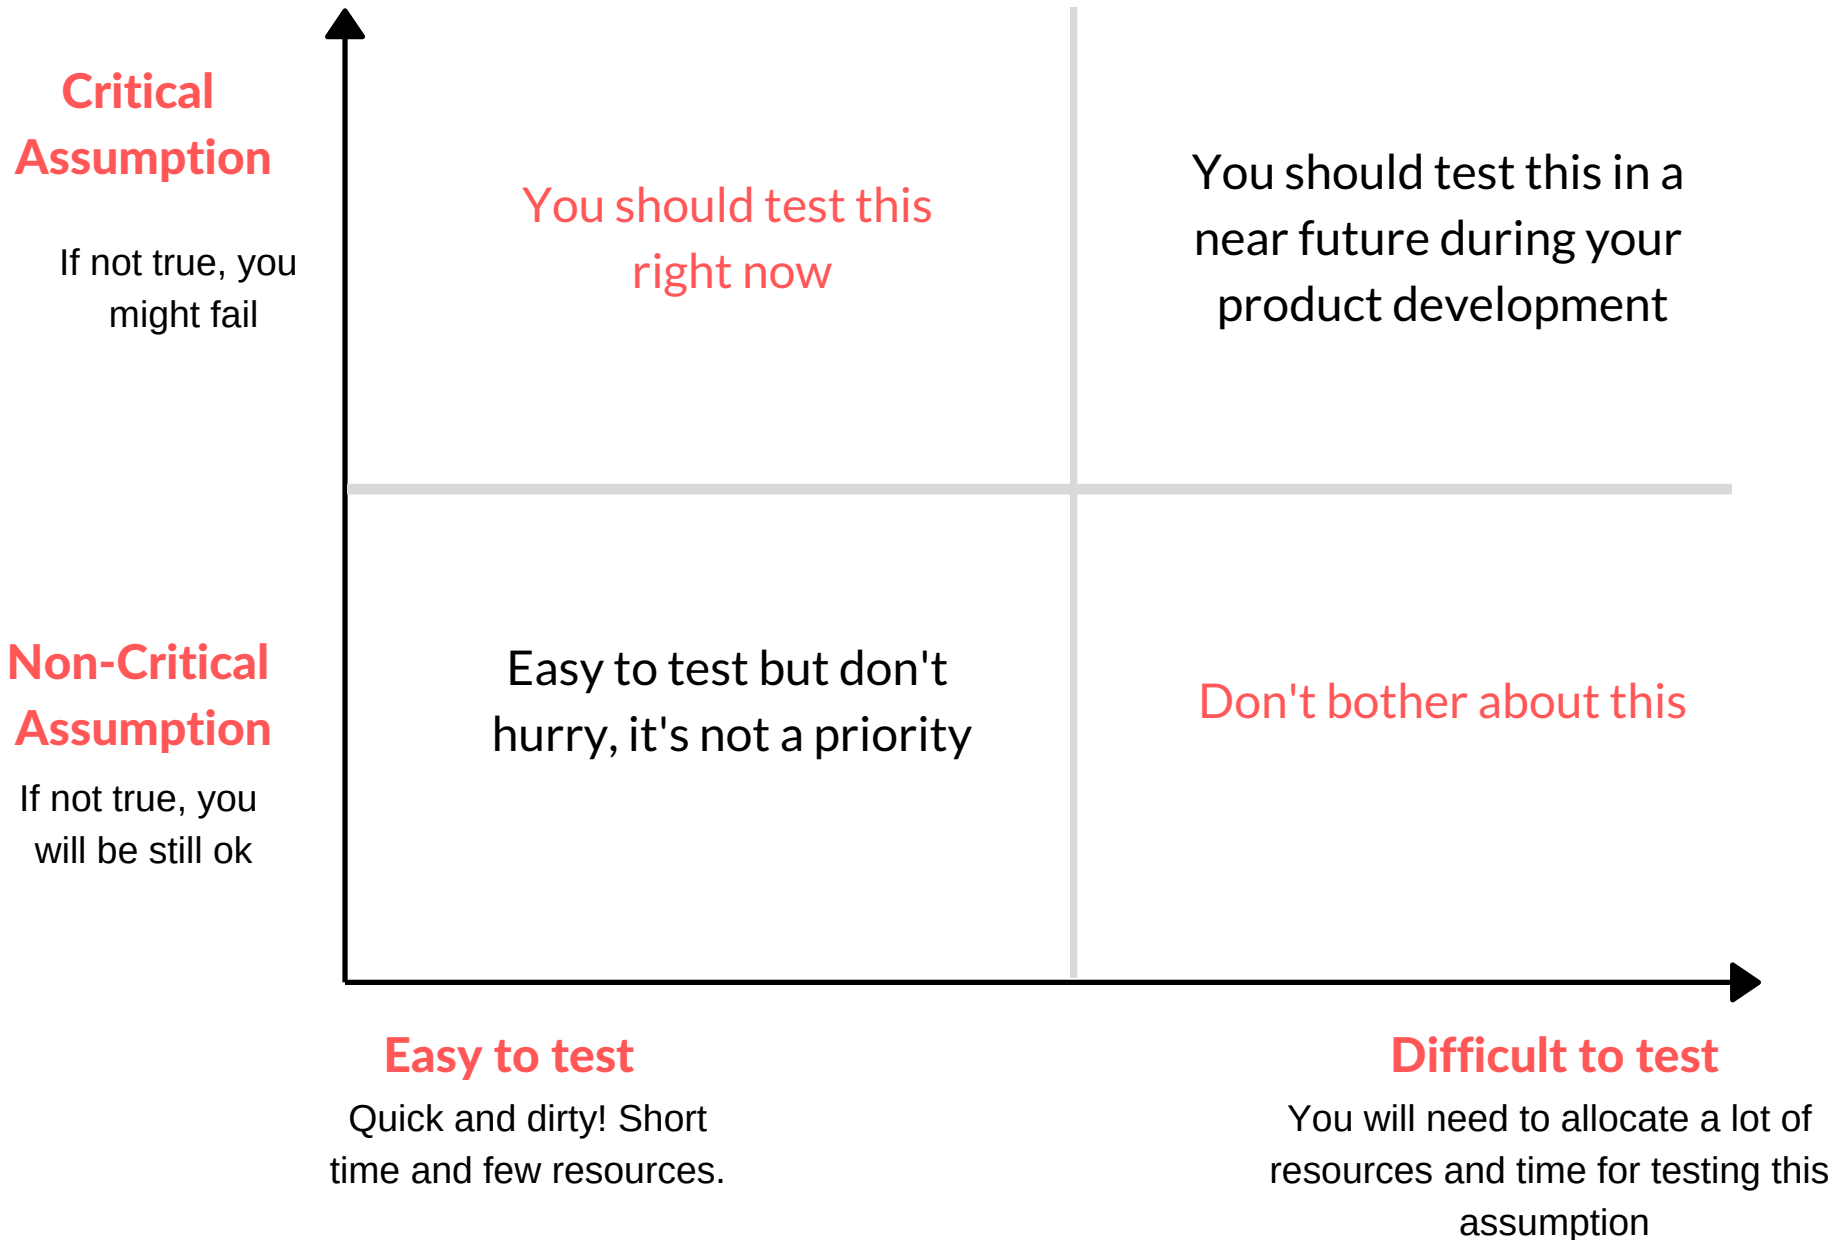 Critical
Assumption
If not true, you
might fail
You should test this
right now
You should test this in a
near future during your
product development
Non-Critical
Assumption
If not true, you
will be still ok
Easy to test but don't
hurry, it's not a priority
Don't bother about this
Easy to test
Quick and dirty! Short
time and few resources.
Difficult to test
You will need to allocate a lot of
resources and time for testing this
assumption